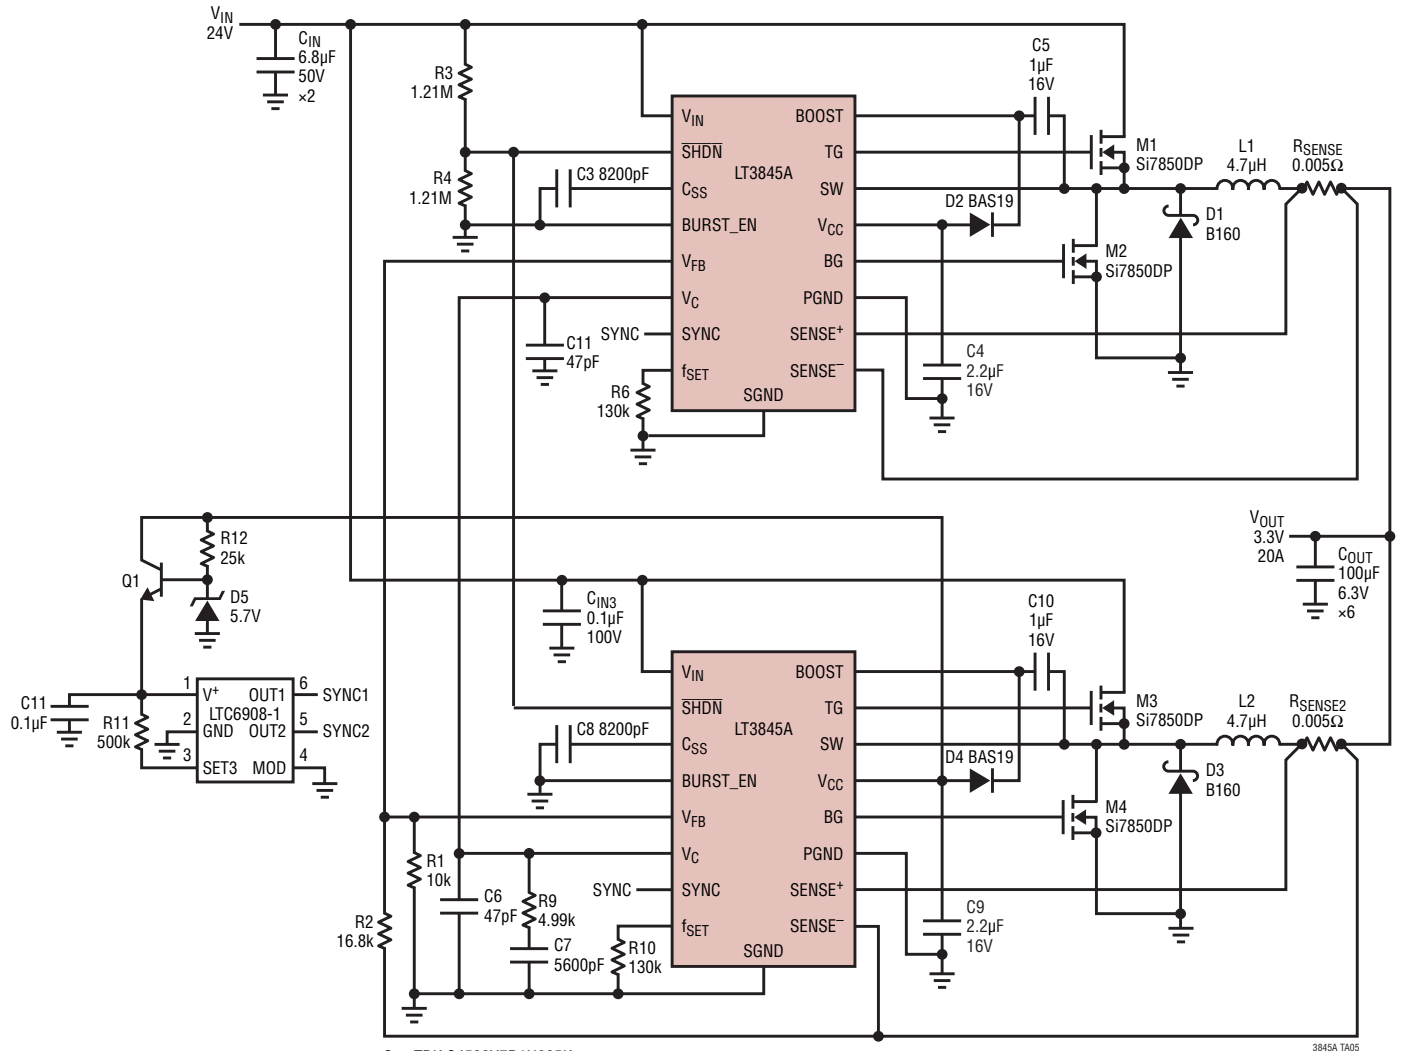 VIN
24V
CIN
6.8µF
50V
×2
R3
1.21M
R4
1.21M
C3 8200pF
VIN
SHDN
CSS
BURST_EN
VFB
VC
SYNC
fSET
SGND
LT3845A
BOOST
TG
SW
VCC
BG
PGND
SENSE+
SENSE–
SYNC
C11
47pF
R6
130k
C5
1µF
16V
D2 BAS19
C4
2.2µF
16V
M1
Si7850DP
M2
Si7850DP
D1
B160
L1
4.7µH
RSENSE
0.005Ω
VOUT
3.3V
20A
COUT
100µF
6.3V
×6
R12
25k
Q1
D5
5.7V
C11
0.1µF
R11
500k
1
2
3
V+
GND
SET3
LTC6908-1
OUT1
OUT2
MOD
6
5
4
SYNC1
SYNC2
CIN3
0.1µF
100V
C8 8200pF
VIN
SHDN
CSS
BURST_EN
VFB
VC
SYNC
fSET
SGND
LT3845A
BOOST
TG
SW
VCC
BG
PGND
SENSE+
SENSE–
SYNC
R1
10k
R2
16.8k
C6
47pF
R9
4.99k
C7
5600pF
R10
130k
C10
1µF
16V
D4 BAS19
C9
2.2µF
16V
M3
Si7850DP
M4
Si7850DP
D3
B160
L2
4.7µH
RSENSE2
0.005Ω
3845A TA05